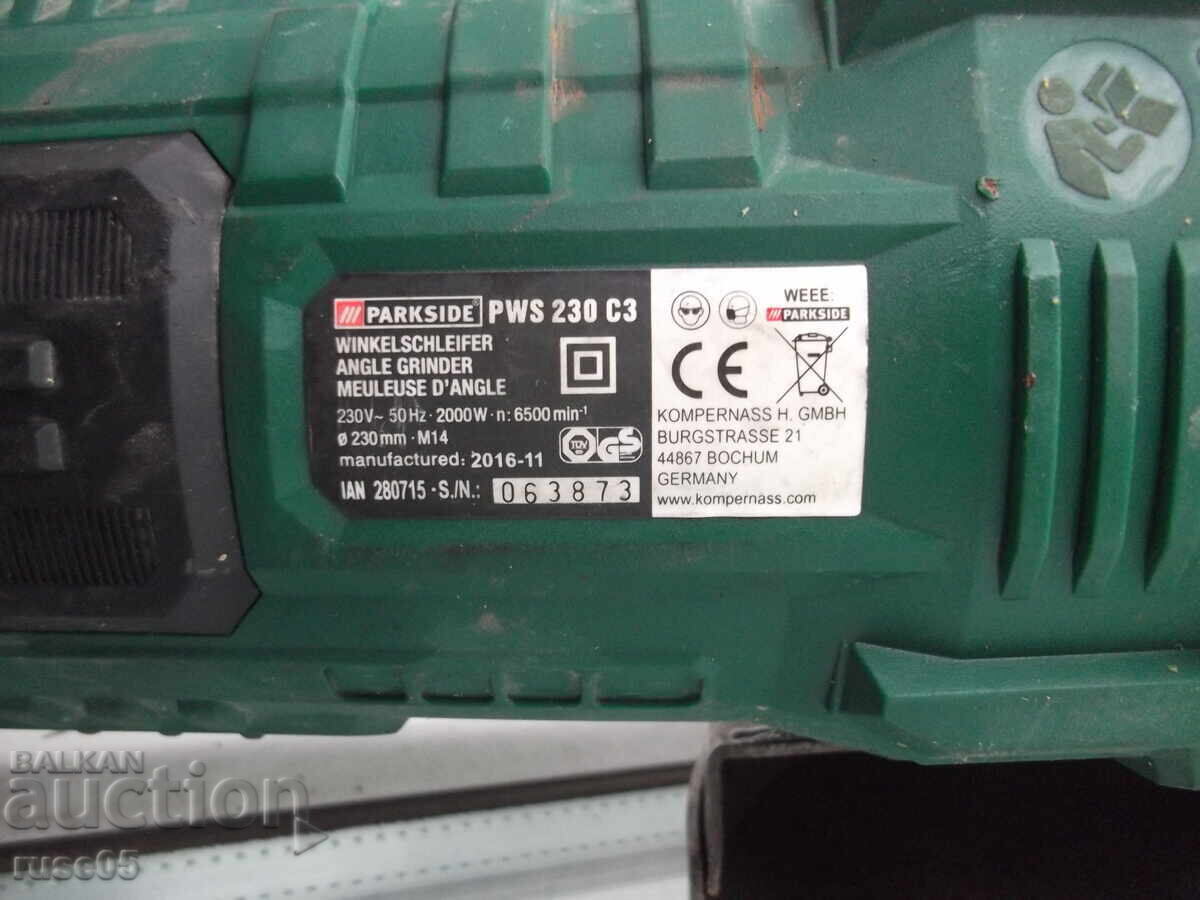 PARKSIDE® PWS 230 C3
WINKELSCHLEIFER
ANGLE GRINDER
MEULEUSE D'ANGLE
230V~ 50Hz · 2000W · n: 6500 min-¹
ø 230mm · M14
manufactured: 2016-11
TÜV GS
IAN 280715 · S./N.: 063873
WEEE:
PARKSIDE
CE
KOMPERNASS H. GMBH
BURGSTRASSE 21
44867 BOCHUM
GERMANY
www.kompernass.com
BALKAN
auction
rusc05